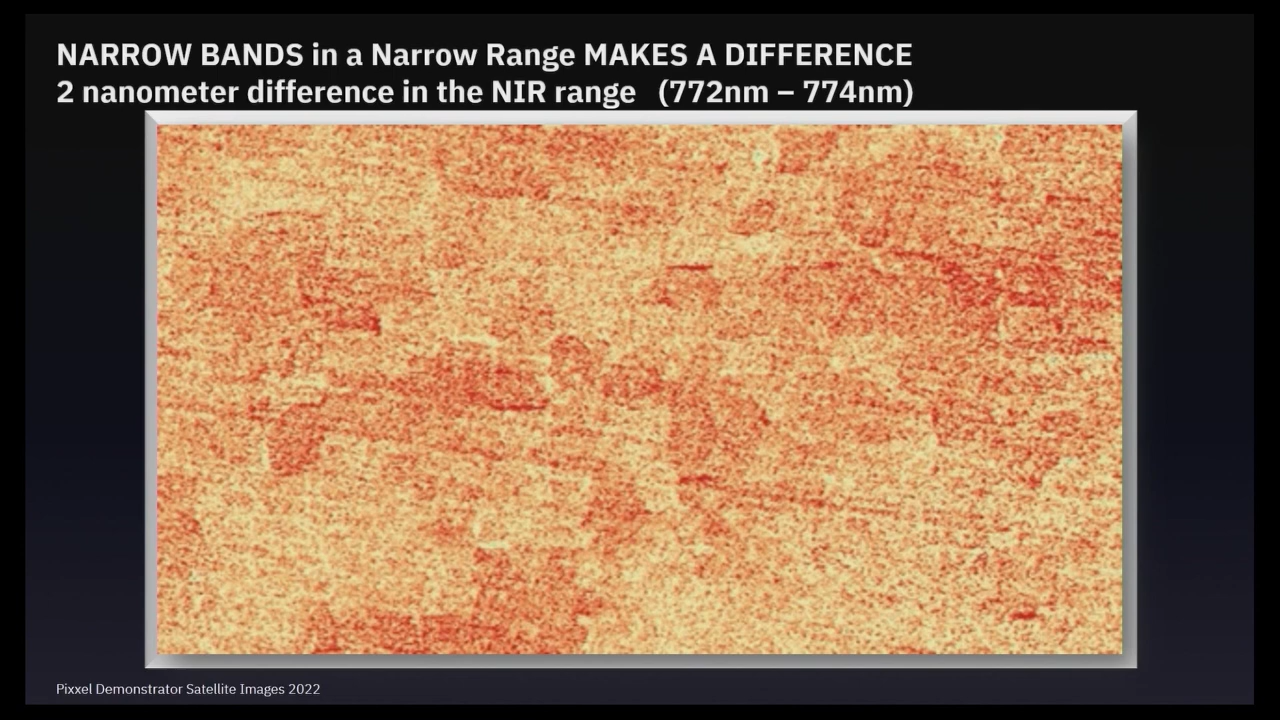 NARROW BANDS in a Narrow Range MAKES A DIFFERENCE
2 nanometer difference in the NIR range (772nm – 774nm)
Pixxel Demonstrator Satellite Images 2022